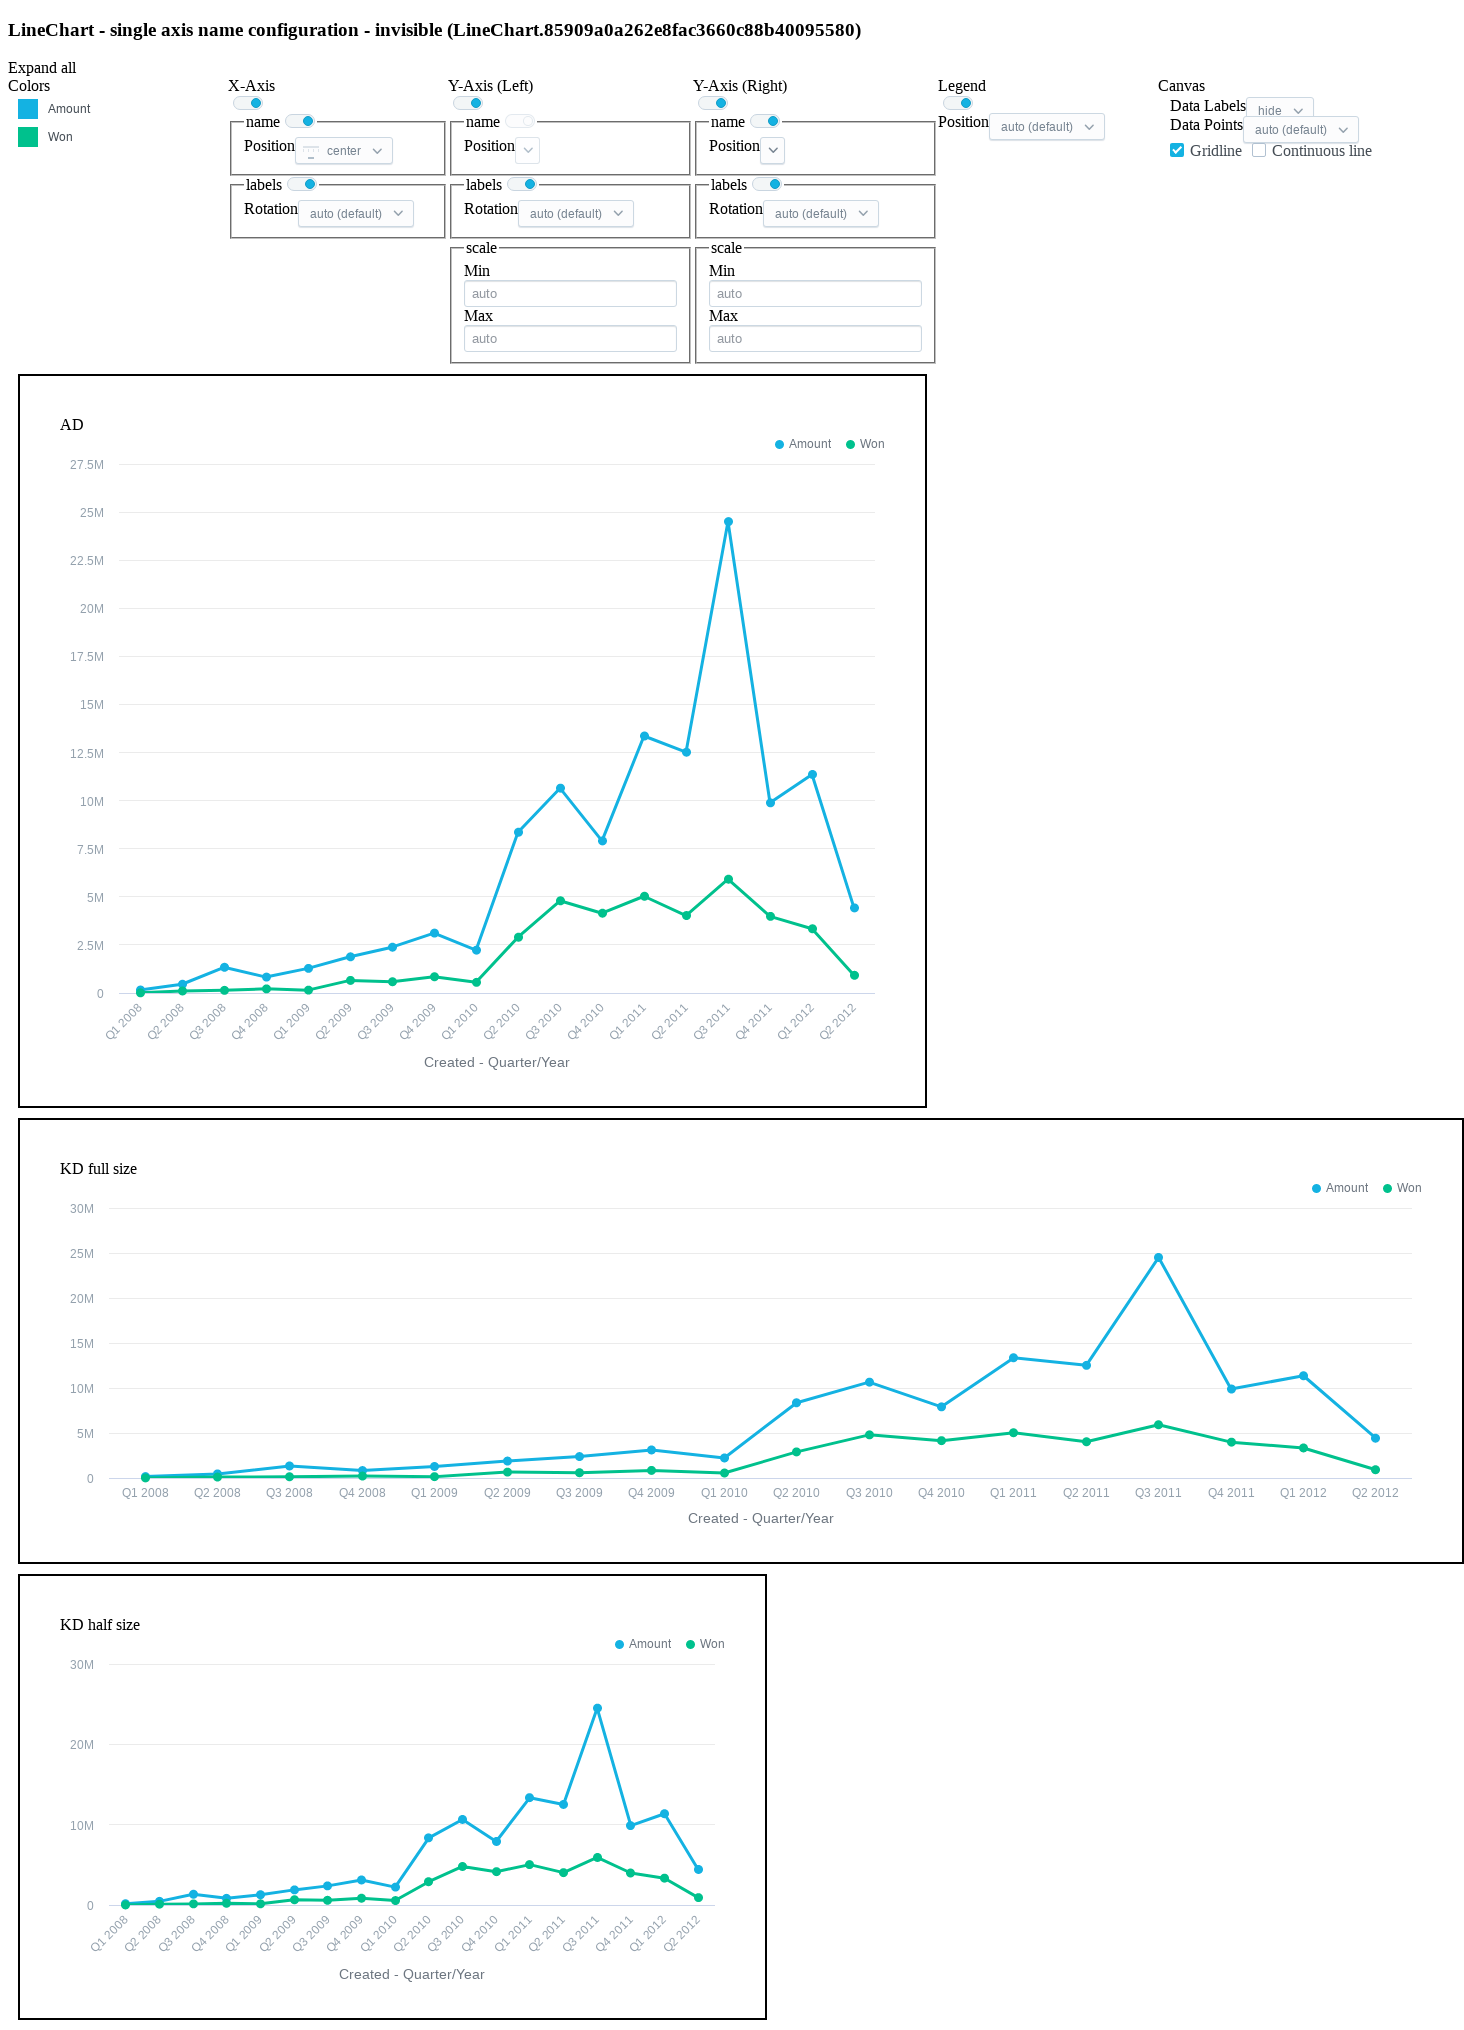 LineChart - single axis name configuration - invisible (LineChart.85909a0a262e8fac3660c88b40095580)
Expand all
Colors
Amount
Won
X-Axis
name
Position center
labels
Rotation auto (default)
Y-Axis (Left)
name
Position
labels
Rotation auto (default)
scale
Min
auto
Max
auto
Y-Axis (Right)
name
Position
labels
Rotation auto (default)
scale
Min
auto
Max
auto
Legend
Position auto (default)
Canvas
Data Labels hide
Data Points auto (default)
Gridline Continuous line
AD
Amount Won
27.5M
25M
22.5M
20M
17.5M
15M
12.5M
10M
7.5M
5M
2.5M
0
Q1 2008 Q2 2008 Q3 2008 Q4 2008 Q1 2009 Q2 2009 Q3 2009 Q4 2009 Q1 2010 Q2 2010 Q3 2010 Q4 2010 Q1 2011 Q2 2011 Q3 2011 Q4 2011 Q1 2012 Q2 2012
Created - Quarter/Year
KD full size
Amount Won
30M
25M
20M
15M
10M
5M
0
Q1 2008 Q2 2008 Q3 2008 Q4 2008 Q1 2009 Q2 2009 Q3 2009 Q4 2009 Q1 2010 Q2 2010 Q3 2010 Q4 2010 Q1 2011 Q2 2011 Q3 2011 Q4 2011 Q1 2012 Q2 2012
Created - Quarter/Year
KD half size
Amount Won
30M
20M
10M
0
Q1 2008 Q2 2008 Q3 2008 Q4 2008 Q1 2009 Q2 2009 Q3 2009 Q4 2009 Q1 2010 Q2 2010 Q3 2010 Q4 2010 Q1 2011 Q2 2011 Q3 2011 Q4 2011 Q1 2012 Q2 2012
Created - Quarter/Year